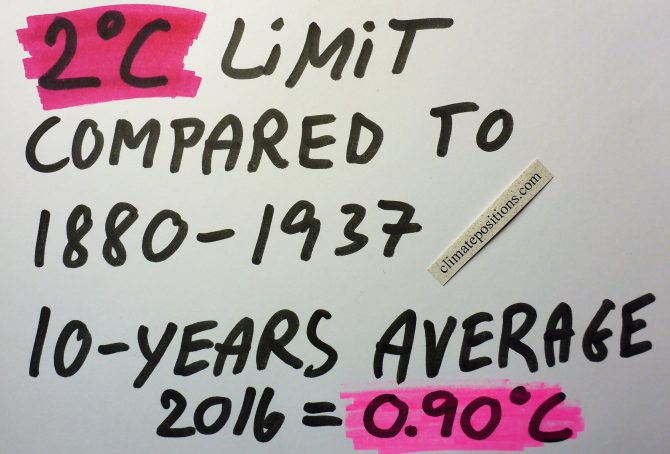 2°C LiMiT
COMPARED TO
1880-1937
climatepositions.com
10-YEARS AVERAGE
2016 = 0.90°C